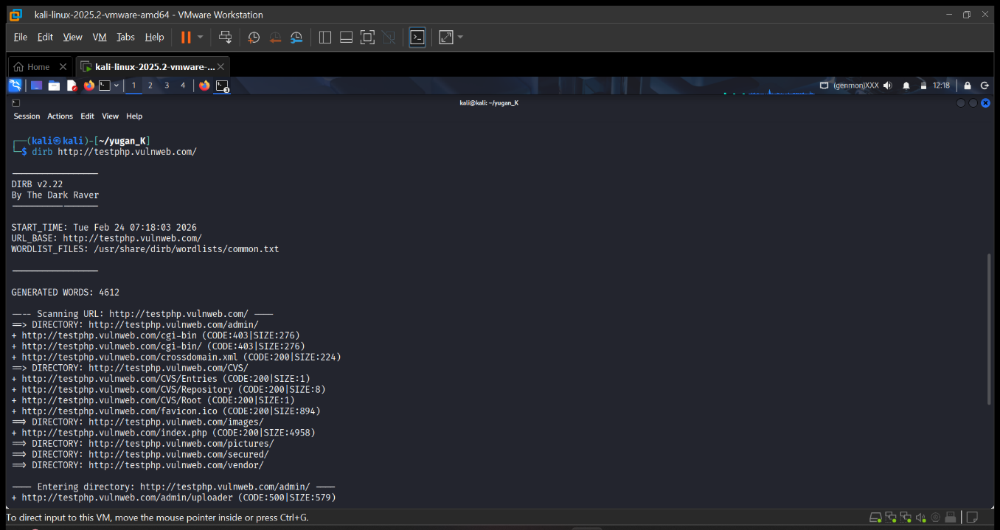 kali-linux-2025.2-vmware-amd64 - VMware Workstation
File Edit View VM Tabs Help
Home kali-linux-2025.2-vmware-...
1 2 3 4 (genmon)XXX 12:18
kali@kali: ~/yugan_K
Session Actions Edit View Help
(kali㉿kali)-[~/yugan_K]
$ dirb http://testphp.vulnweb.com/
DIRB v2.22
By The Dark Raver
START_TIME: Tue Feb 24 07:18:03 2026
URL_BASE: http://testphp.vulnweb.com/
WORDLIST_FILES: /usr/share/dirb/wordlists/common.txt
GENERATED WORDS: 4612
---- Scanning URL: http://testphp.vulnweb.com/ ----
==> DIRECTORY: http://testphp.vulnweb.com/admin/
+ http://testphp.vulnweb.com/cgi-bin (CODE:403|SIZE:276)
+ http://testphp.vulnweb.com/cgi-bin/ (CODE:403|SIZE:276)
+ http://testphp.vulnweb.com/crossdomain.xml (CODE:200|SIZE:224)
==> DIRECTORY: http://testphp.vulnweb.com/CVS/
+ http://testphp.vulnweb.com/CVS/Entries (CODE:200|SIZE:1)
+ http://testphp.vulnweb.com/CVS/Repository (CODE:200|SIZE:8)
+ http://testphp.vulnweb.com/CVS/Root (CODE:200|SIZE:1)
+ http://testphp.vulnweb.com/favicon.ico (CODE:200|SIZE:894)
==> DIRECTORY: http://testphp.vulnweb.com/images/
+ http://testphp.vulnweb.com/index.php (CODE:200|SIZE:4958)
==> DIRECTORY: http://testphp.vulnweb.com/pictures/
==> DIRECTORY: http://testphp.vulnweb.com/secured/
==> DIRECTORY: http://testphp.vulnweb.com/vendor/
---- Entering directory: http://testphp.vulnweb.com/admin/ ----
+ http://testphp.vulnweb.com/admin/uploader (CODE:500|SIZE:579)
To direct input to this VM, move the mouse pointer inside or press Ctrl+G.